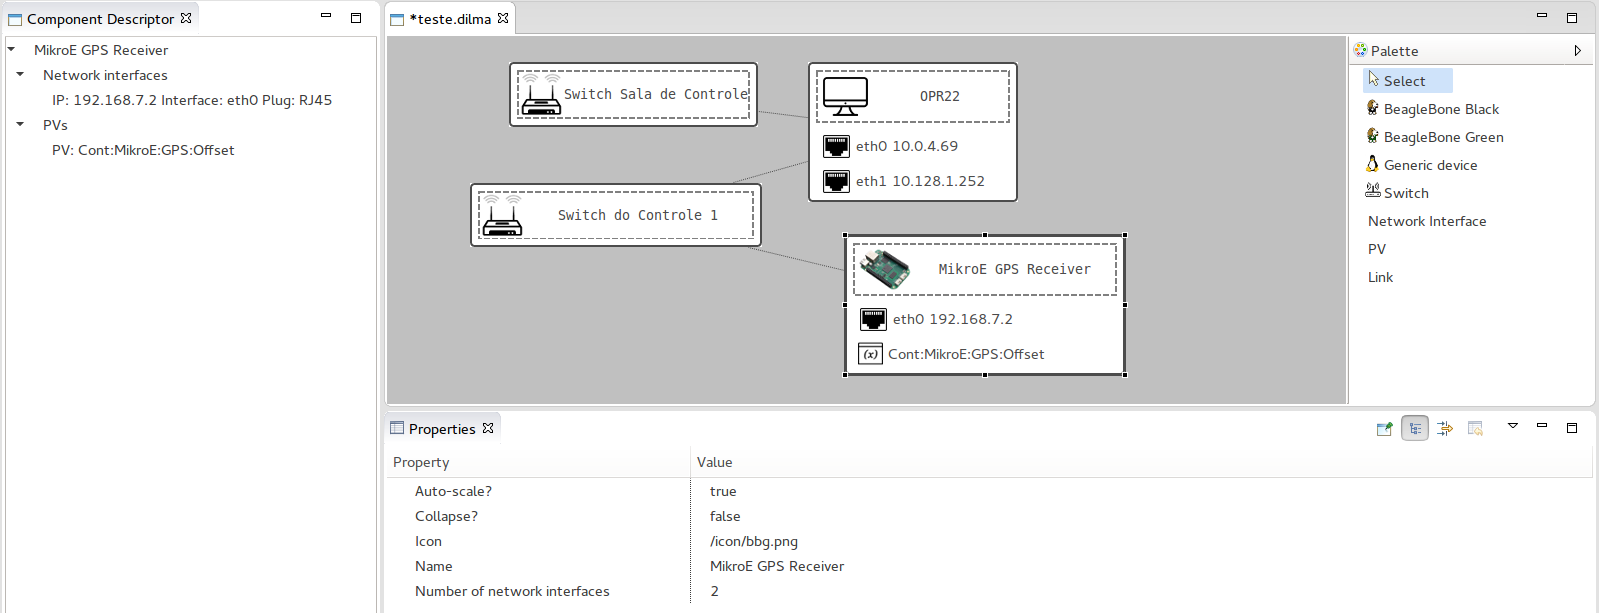 Component Descriptor
MikroE GPS Receiver
Network interfaces
IP: 192.168.7.2 Interface: eth0 Plug: RJ45
PVs
PV: Cont:MikroE:GPS:Offset
*teste.dilma
Switch Sala de Controle
OPR22
eth0 10.0.4.69
eth1 10.128.1.252
Switch do Controle 1
MikroE GPS Receiver
eth0 192.168.7.2
(x) Cont:MikroE:GPS:Offset
Palette
Select
BeagleBone Black
BeagleBone Green
Generic device
Switch
Network Interface
PV
Link
Properties
Property Value
Auto-scale? true
Collapse? false
Icon /icon/bbg.png
Name MikroE GPS Receiver
Number of network interfaces 2